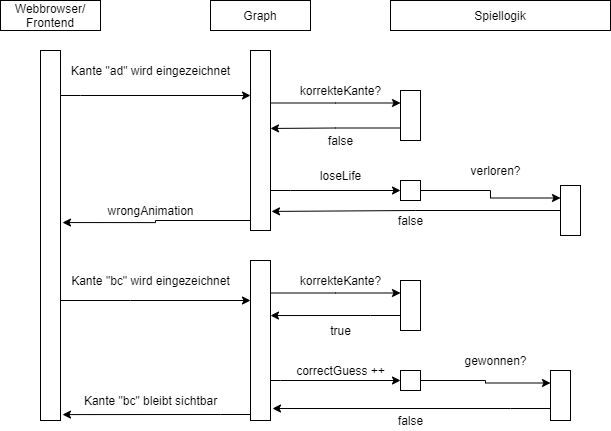 Webbrowser/
Frontend
Graph
Spiellogik
Kante "ad" wird eingezeichnet
korrekteKante?
false
loseLife
verloren?
wrongAnimation
false
Kante "bc" wird eingezeichnet
korrekteKante?
true
correctGuess ++
gewonnen?
Kante "bc" bleibt sichtbar
false